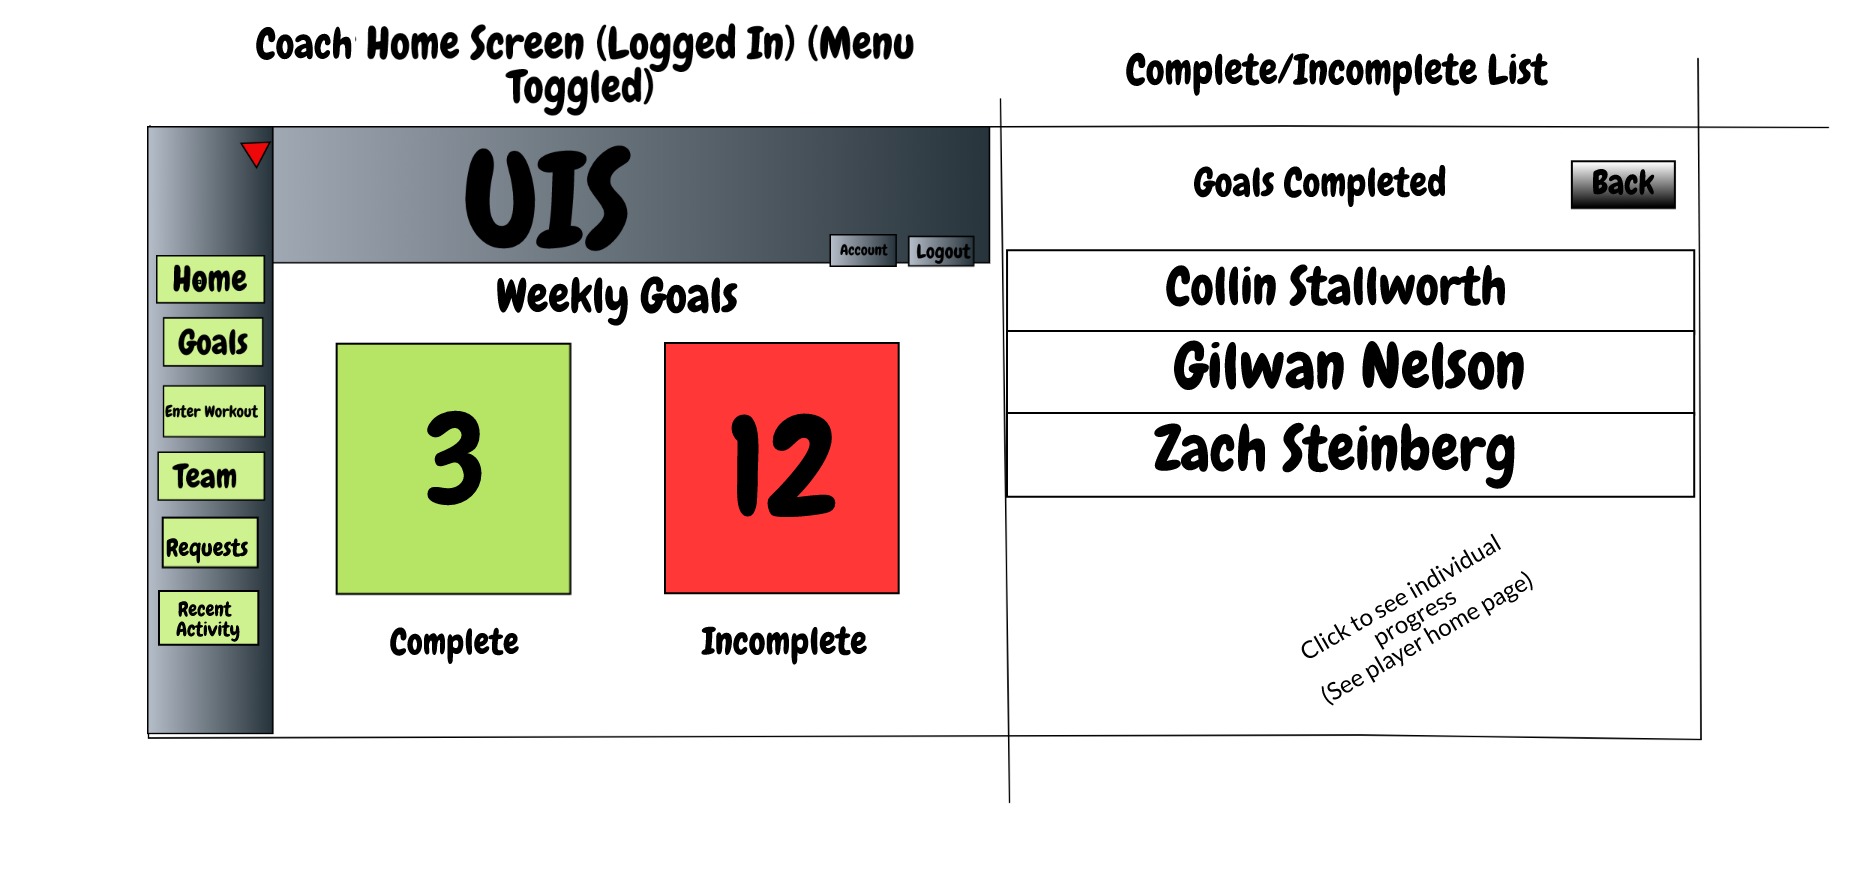 Coach Home Screen (Logged In) (Menu
Toggled)
Complete/Incomplete List
UIS
Account
Logout
Home
Goals
Enter Workout
Team
Requests
Recent
Activity
Weekly Goals
3
12
Complete
Incomplete
Goals Completed
Back
Collin Stallworth
Gilwan Nelson
Zach Steinberg
Click to see individual
progress
(See player home page)